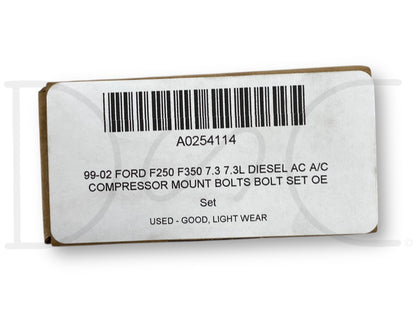 A0254114
99-02 FORD F250 F350 7.3 7.3L DIESEL AC A/C
COMPRESSOR MOUNT BOLTS BOLT SET OE
Set
USED - GOOD, LIGHT WEAR